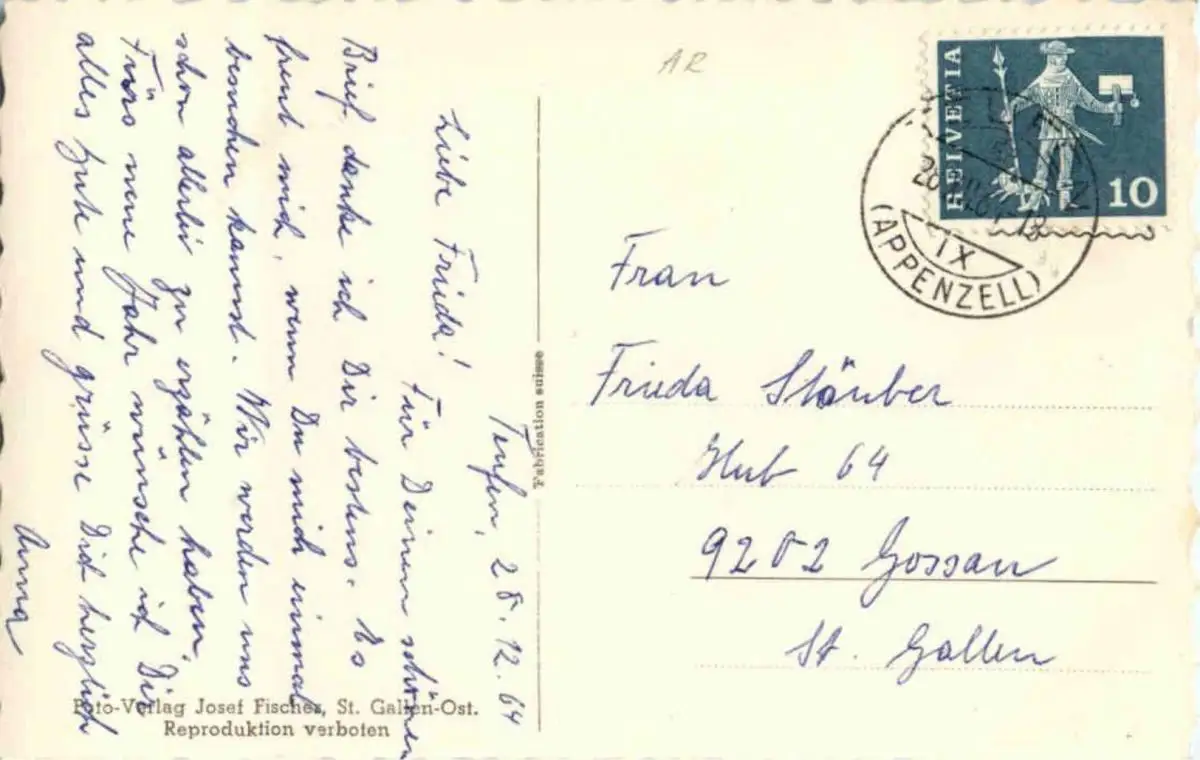 Teufen, 28.12.64
Liebe Frieda!
Für Deinen schönen
Brief danke ich Dir bestens. Es
freut mich, wenn Du mich einmal
besuchen kannst. Wir werden uns
schon allerlei zu erzählen haben.
Fürs neue Jahr wünsche ich Dir
alles Gute und grüsse Dich herzlich
Anna
Foto-Verlag Josef Fischer, St. Gallen-Ost.
Reproduktion verboten
Fabrication suisse
AR
HELVETIA
10
IX
(APPENZELL)
Frau
Frieda Stäuber
Hub 64
9202 Gossau
St. Gallen